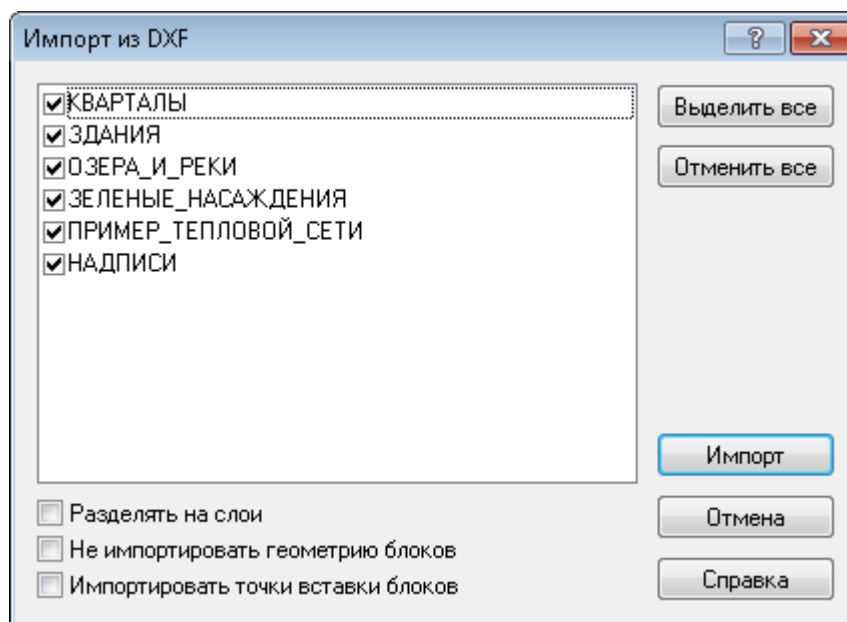 Импорт из DXF
КВАРТАЛЫ
ЗДАНИЯ
ОЗЕРА_И_РЕКИ
ЗЕЛЕНЫЕ_НАСАЖДЕНИЯ
ПРИМЕР_ТЕПЛОВОЙ_СЕТИ
НАДПИСИ
Выделить все
Отменить все
Импорт
Отмена
Справка
Разделять на слои
Не импортировать геометрию блоков
Импортировать точки вставки блоков